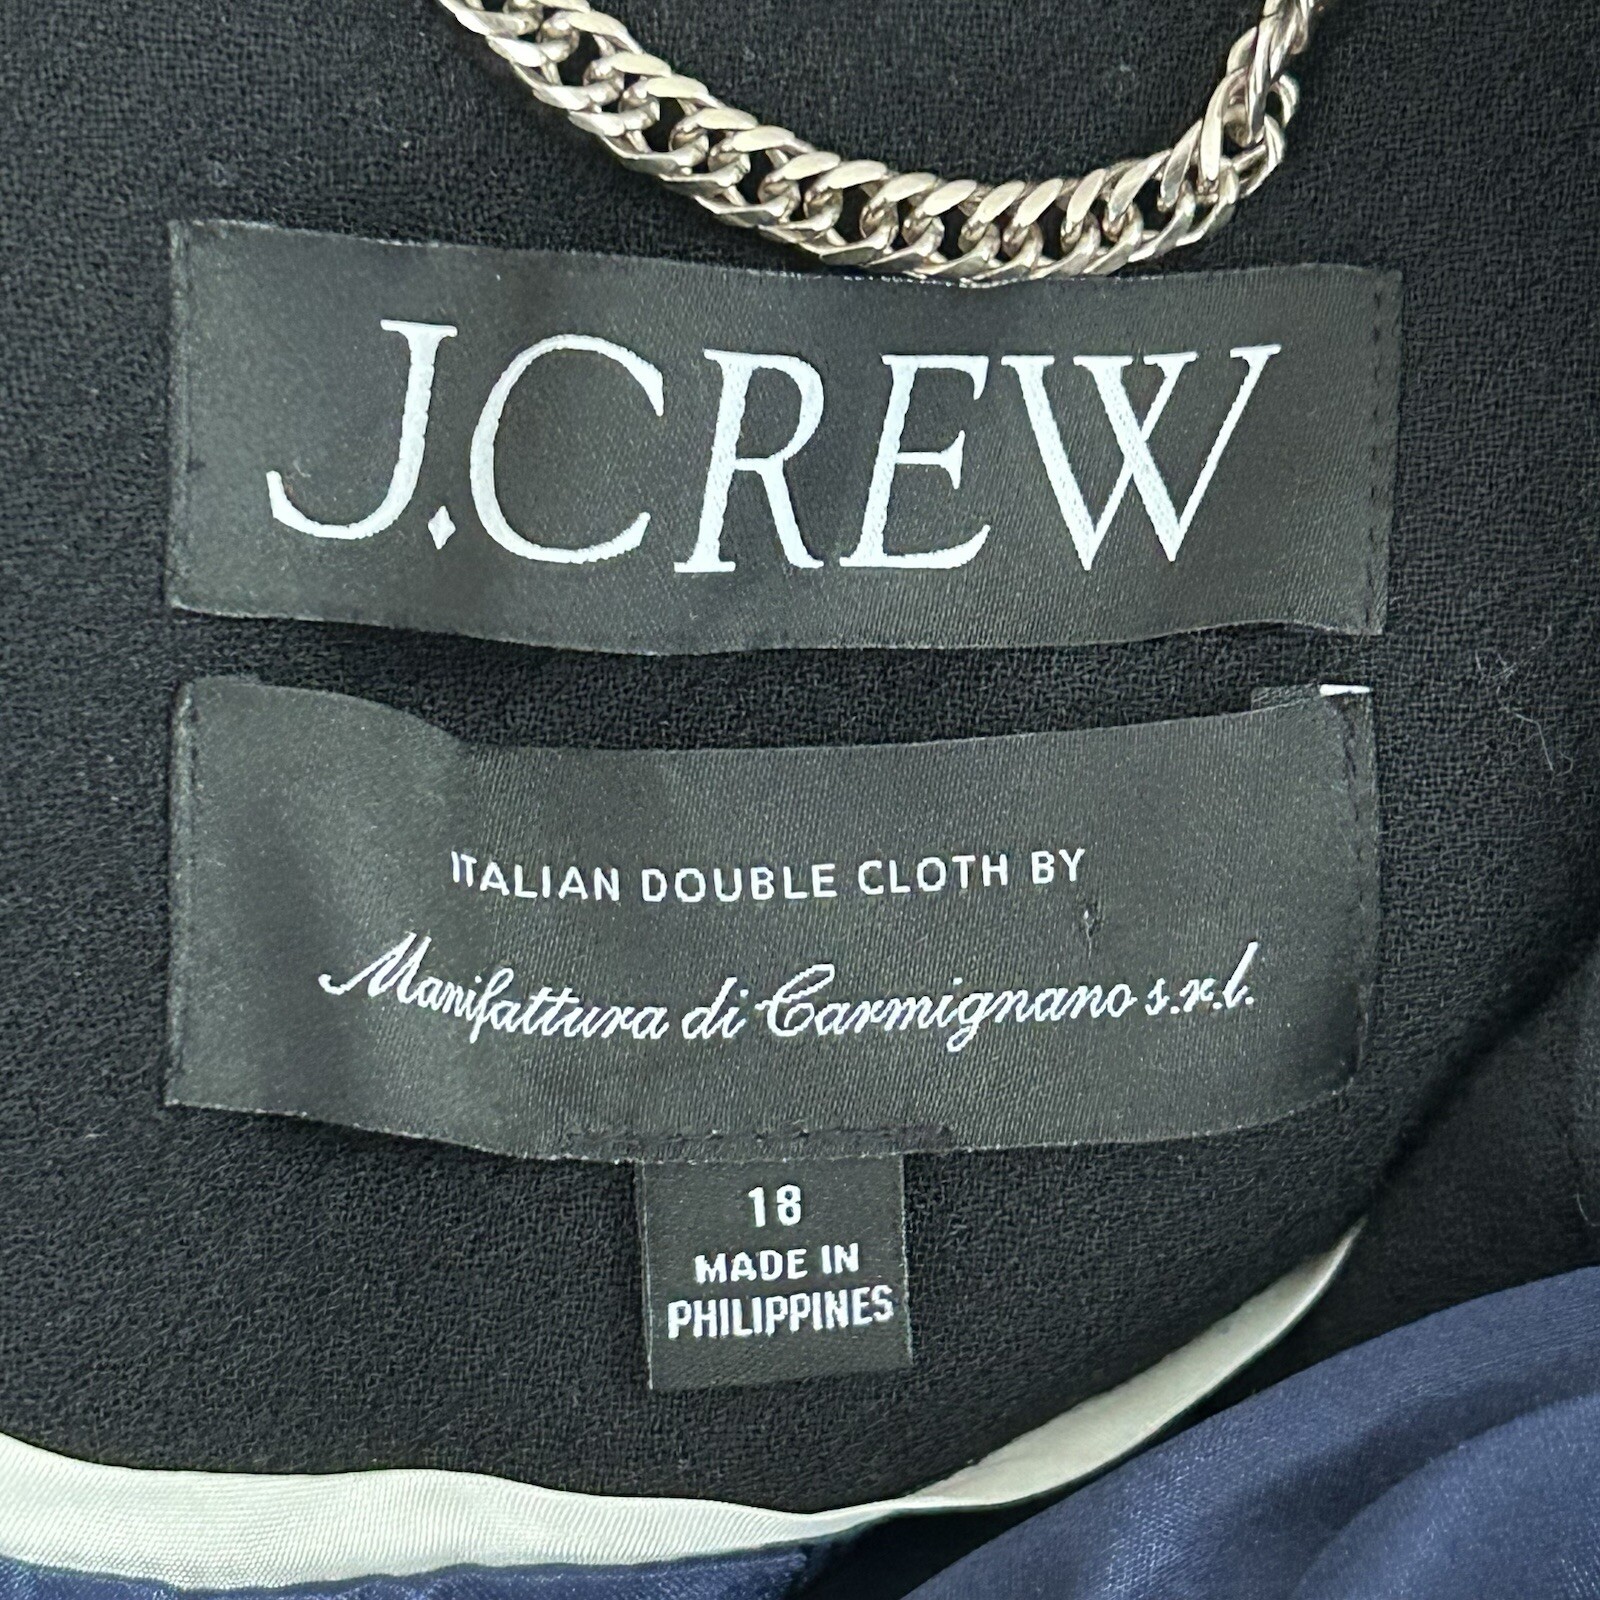 J.CREW
ITALIAN DOUBLE CLOTH BY
Manifattura di Carmignano s.r.l.
18
MADE IN
PHILIPPINES